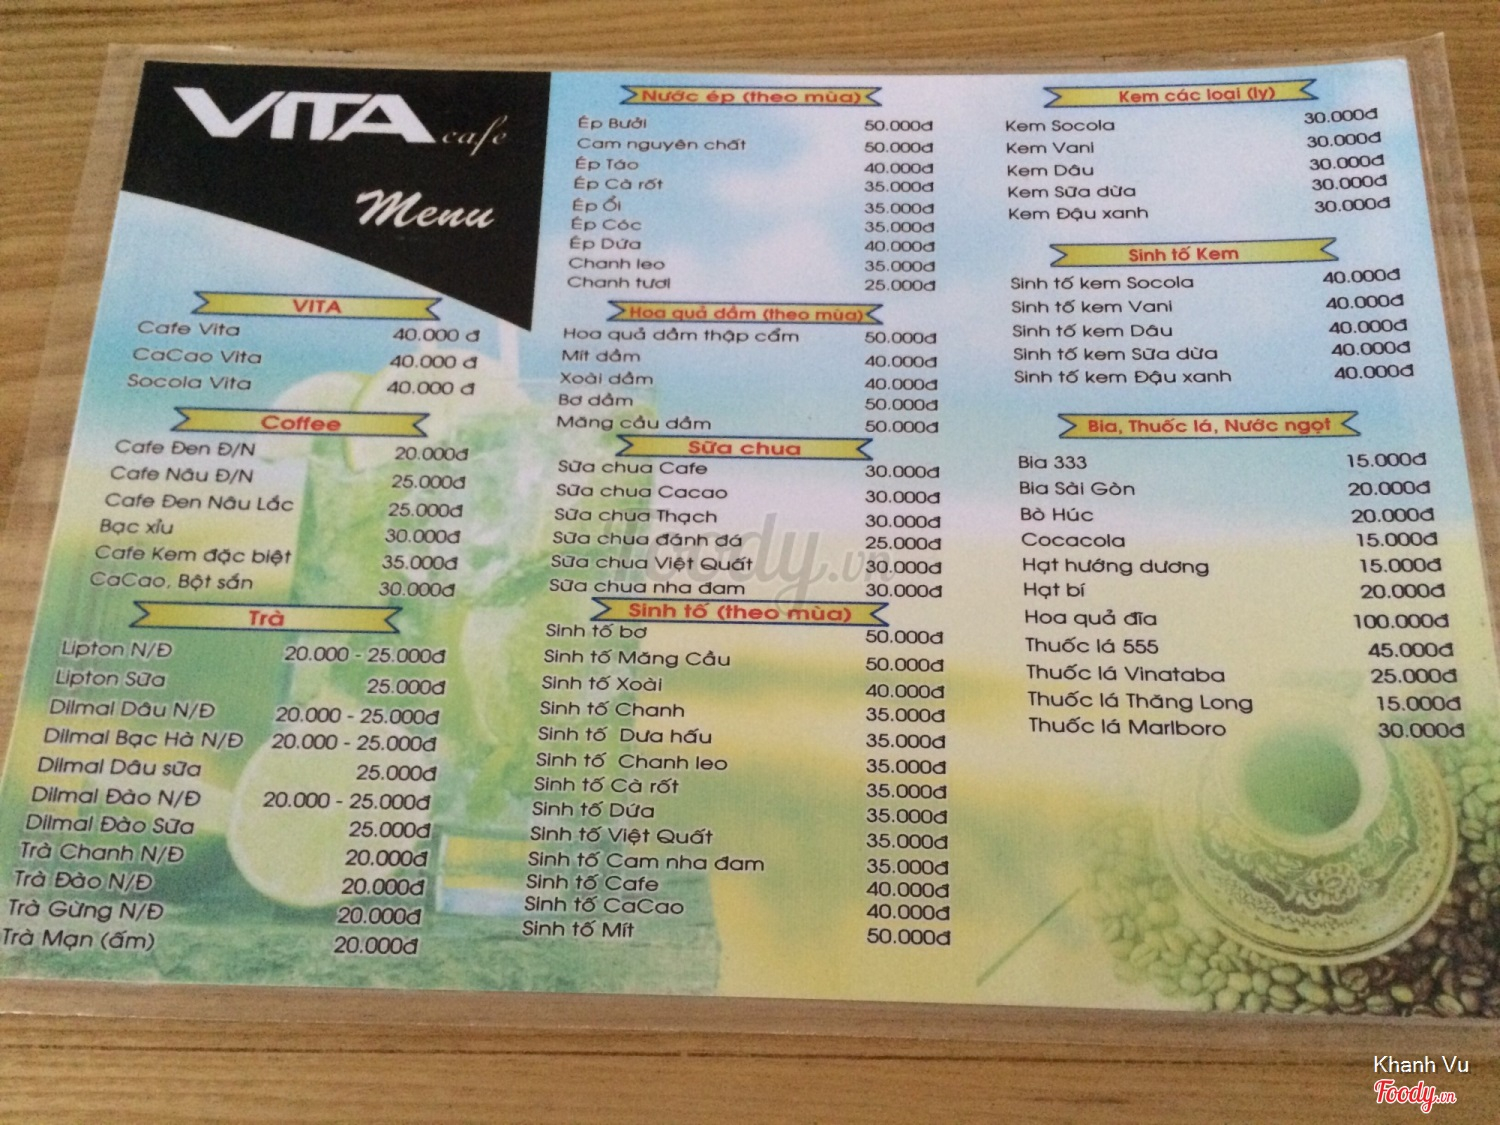 VITA cafe
Menu
VITA
Cafe Vita 40.000 đ
CaCao Vita 40.000 đ
Socola Vita 40.000 đ
Coffee
Cafe Đen Đ/N 20.000đ
Cafe Nâu Đ/N 25.000đ
Cafe Đen Nâu Lắc 25.000đ
Bạc xỉu 30.000đ
Cafe Kem đặc biệt 35.000đ
CaCao, Bột sắn 30.000đ
Trà
Lipton N/Đ 20.000 - 25.000đ
Lipton Sữa 25.000đ
Dilmal Dâu N/Đ 20.000 - 25.000đ
Dilmal Bạc Hà N/Đ 20.000 - 25.000đ
Dilmal Dâu sữa 25.000đ
Dilmal Đào N/Đ 20.000 - 25.000đ
Dilmal Đào Sữa 25.000đ
Trà Chanh N/Đ 20.000đ
Trà Đào N/Đ 20.000đ
Trà Gừng N/Đ 20.000đ
Trà Mạn (ấm) 20.000đ
Nước ép (theo mùa)
Ép Bưởi 50.000đ
Cam nguyên chất 50.000đ
Ép Táo 40.000đ
Ép Cà rốt 35.000đ
Ép Ổi 35.000đ
Ép Cóc 35.000đ
Ép Dứa 40.000đ
Chanh leo 35.000đ
Chanh tươi 25.000đ
Hoa quả dầm (theo mùa)
Hoa quả dầm thập cẩm 50.000đ
Mít dầm 40.000đ
Xoài dầm 40.000đ
Bơ dầm 50.000đ
Măng cầu dầm 50.000đ
Sữa chua
Sữa chua Cafe 30.000đ
Sữa chua Cacao 30.000đ
Sữa chua Thạch 30.000đ
Sữa chua đánh đá 25.000đ
Sữa chua Việt Quất 30.000đ
Sữa chua nha đam 30.000đ
Sinh tố (theo mùa)
Sinh tố bơ 50.000đ
Sinh tố Măng Cầu 50.000đ
Sinh tố Xoài 40.000đ
Sinh tố Chanh 35.000đ
Sinh tố Dưa hấu 35.000đ
Sinh tố Chanh leo 35.000đ
Sinh tố Cà rốt 35.000đ
Sinh tố Dứa 35.000đ
Sinh tố Việt Quất 35.000đ
Sinh tố Cam nha đam 35.000đ
Sinh tố Cafe 40.000đ
Sinh tố CaCao 40.000đ
Sinh tố Mít 50.000đ
Kem các loại (ly)
Kem Socola 30.000đ
Kem Vani 30.000đ
Kem Dâu 30.000đ
Kem Sữa dừa 30.000đ
Kem Đậu xanh 30.000đ
Sinh tố Kem
Sinh tố kem Socola 40.000đ
Sinh tố kem Vani 40.000đ
Sinh tố kem Dâu 40.000đ
Sinh tố kem Sữa dừa 40.000đ
Sinh tố kem Đậu xanh 40.000đ
Bia, Thuốc lá, Nước ngọt
Bia 333 15.000đ
Bia Sài Gòn 20.000đ
Bò Húc 20.000đ
Cocacola 15.000đ
Hạt hướng dương 15.000đ
Hạt bí 20.000đ
Hoa quả đĩa 100.000đ
Thuốc lá 555 45.000đ
Thuốc lá Vinataba 25.000đ
Thuốc lá Thăng Long 15.000đ
Thuốc lá Marlboro 30.000đ
Foody.vn
Khanh Vu
Foody.vn